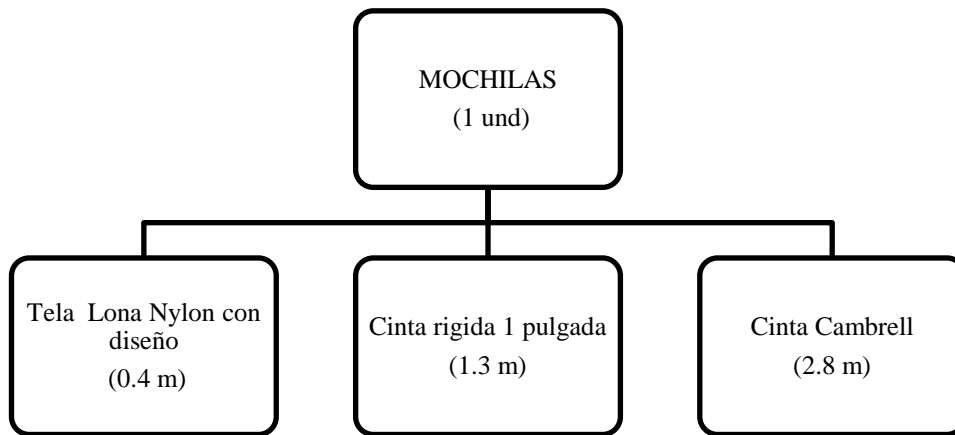 MOCHILAS
(1 und)
Tela Lona Nylon con
diseño
(0.4 m)
Cinta rigida 1 pulgada
(1.3 m)
Cinta Cambrell
(2.8 m)